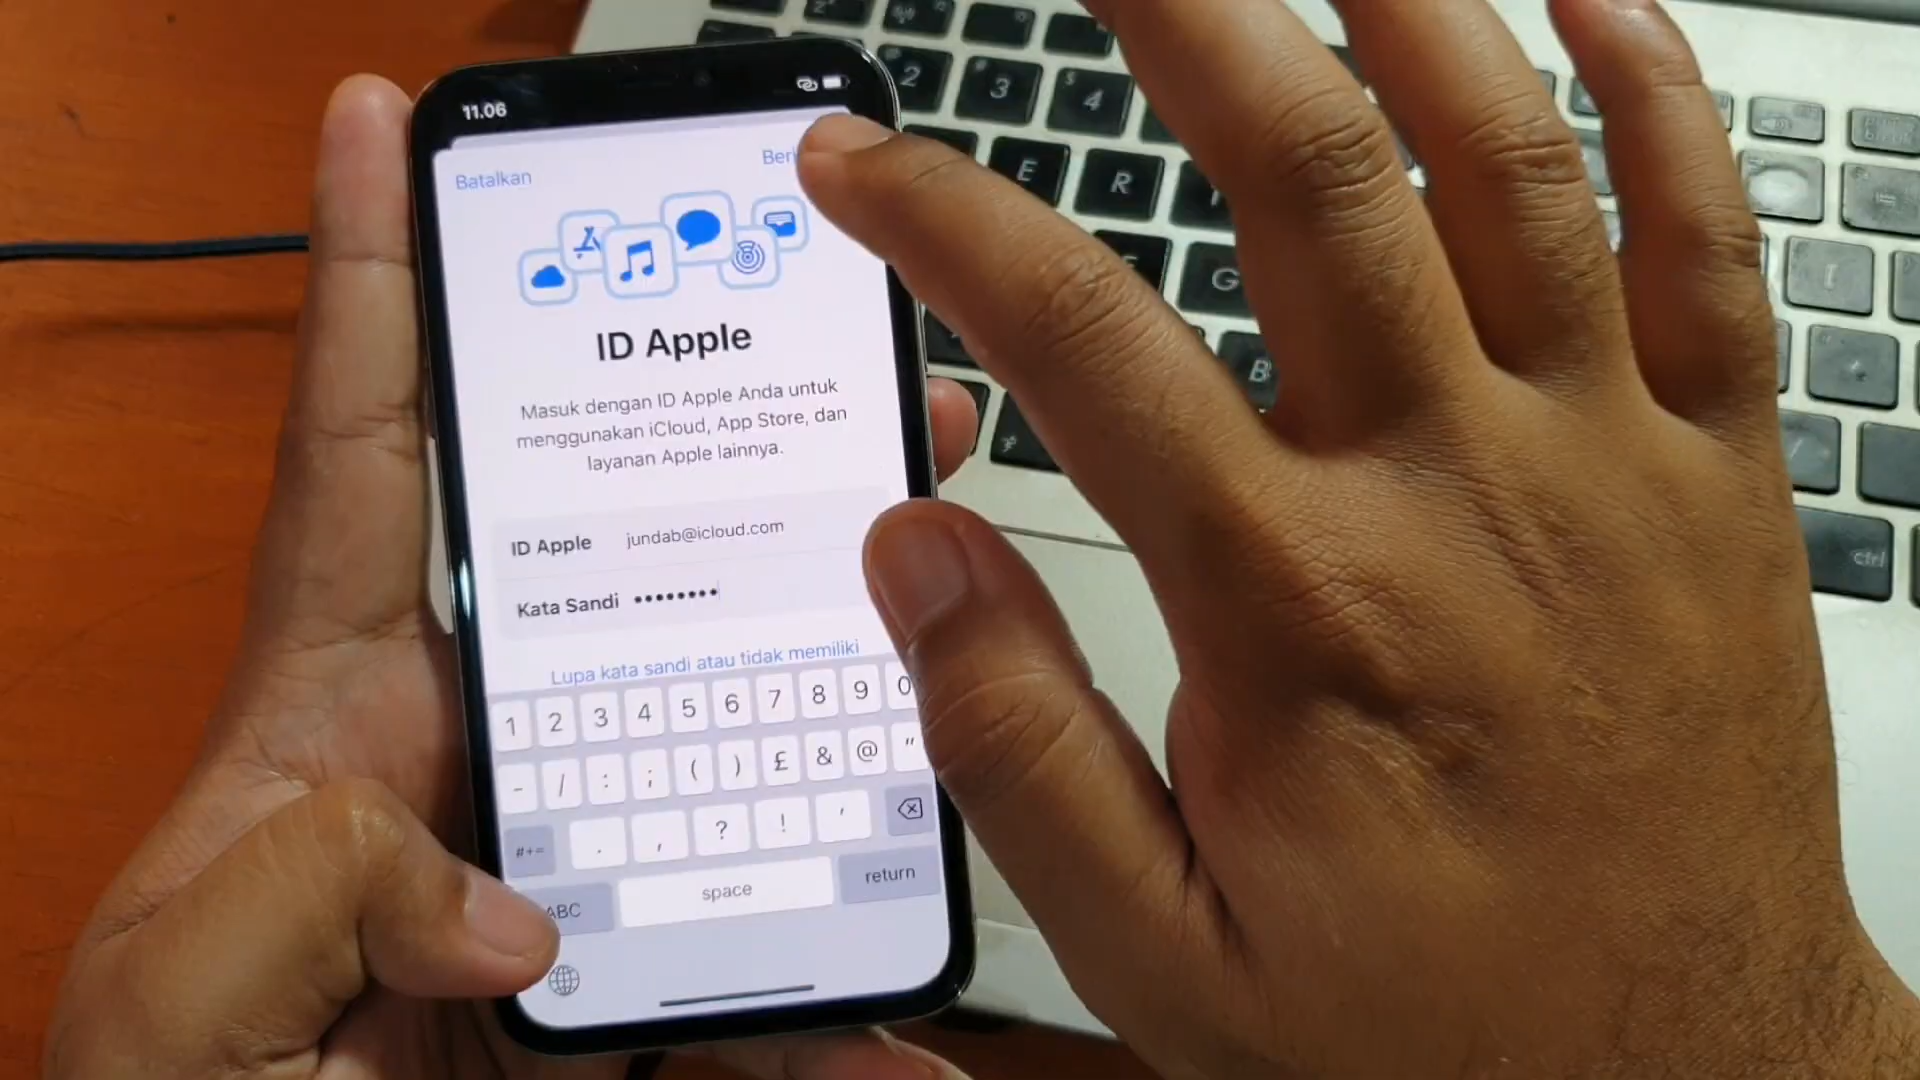 11.06
Batalkan
ID Apple
Masuk dengan ID Apple Anda untuk
menggunakan iCloud, App Store, dan
layanan Apple lainnya.
ID Apple jundab@icloud.com
Kata Sandi ••••••••
Lupa kata sandi atau tidak memiliki
1 2 3 4 5 6 7 8 9 0
- / : ; ( ) £ & @ "
#+= . , ? ! '
ABC space return
2 3 $ 4
E R
G
B
ctrl